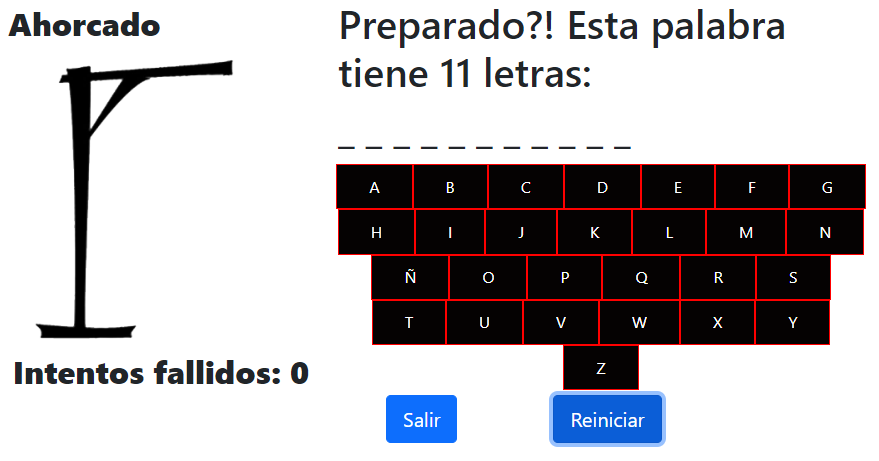 Ahorcado
Preparado?! Esta palabra
tiene 11 letras:
_ _ _ _ _ _ _ _ _ _ _
A B C D E F G
H I J K L M N
Ñ O P Q R S
T U V W X Y
Z
Intentos fallidos: 0
Salir Reiniciar